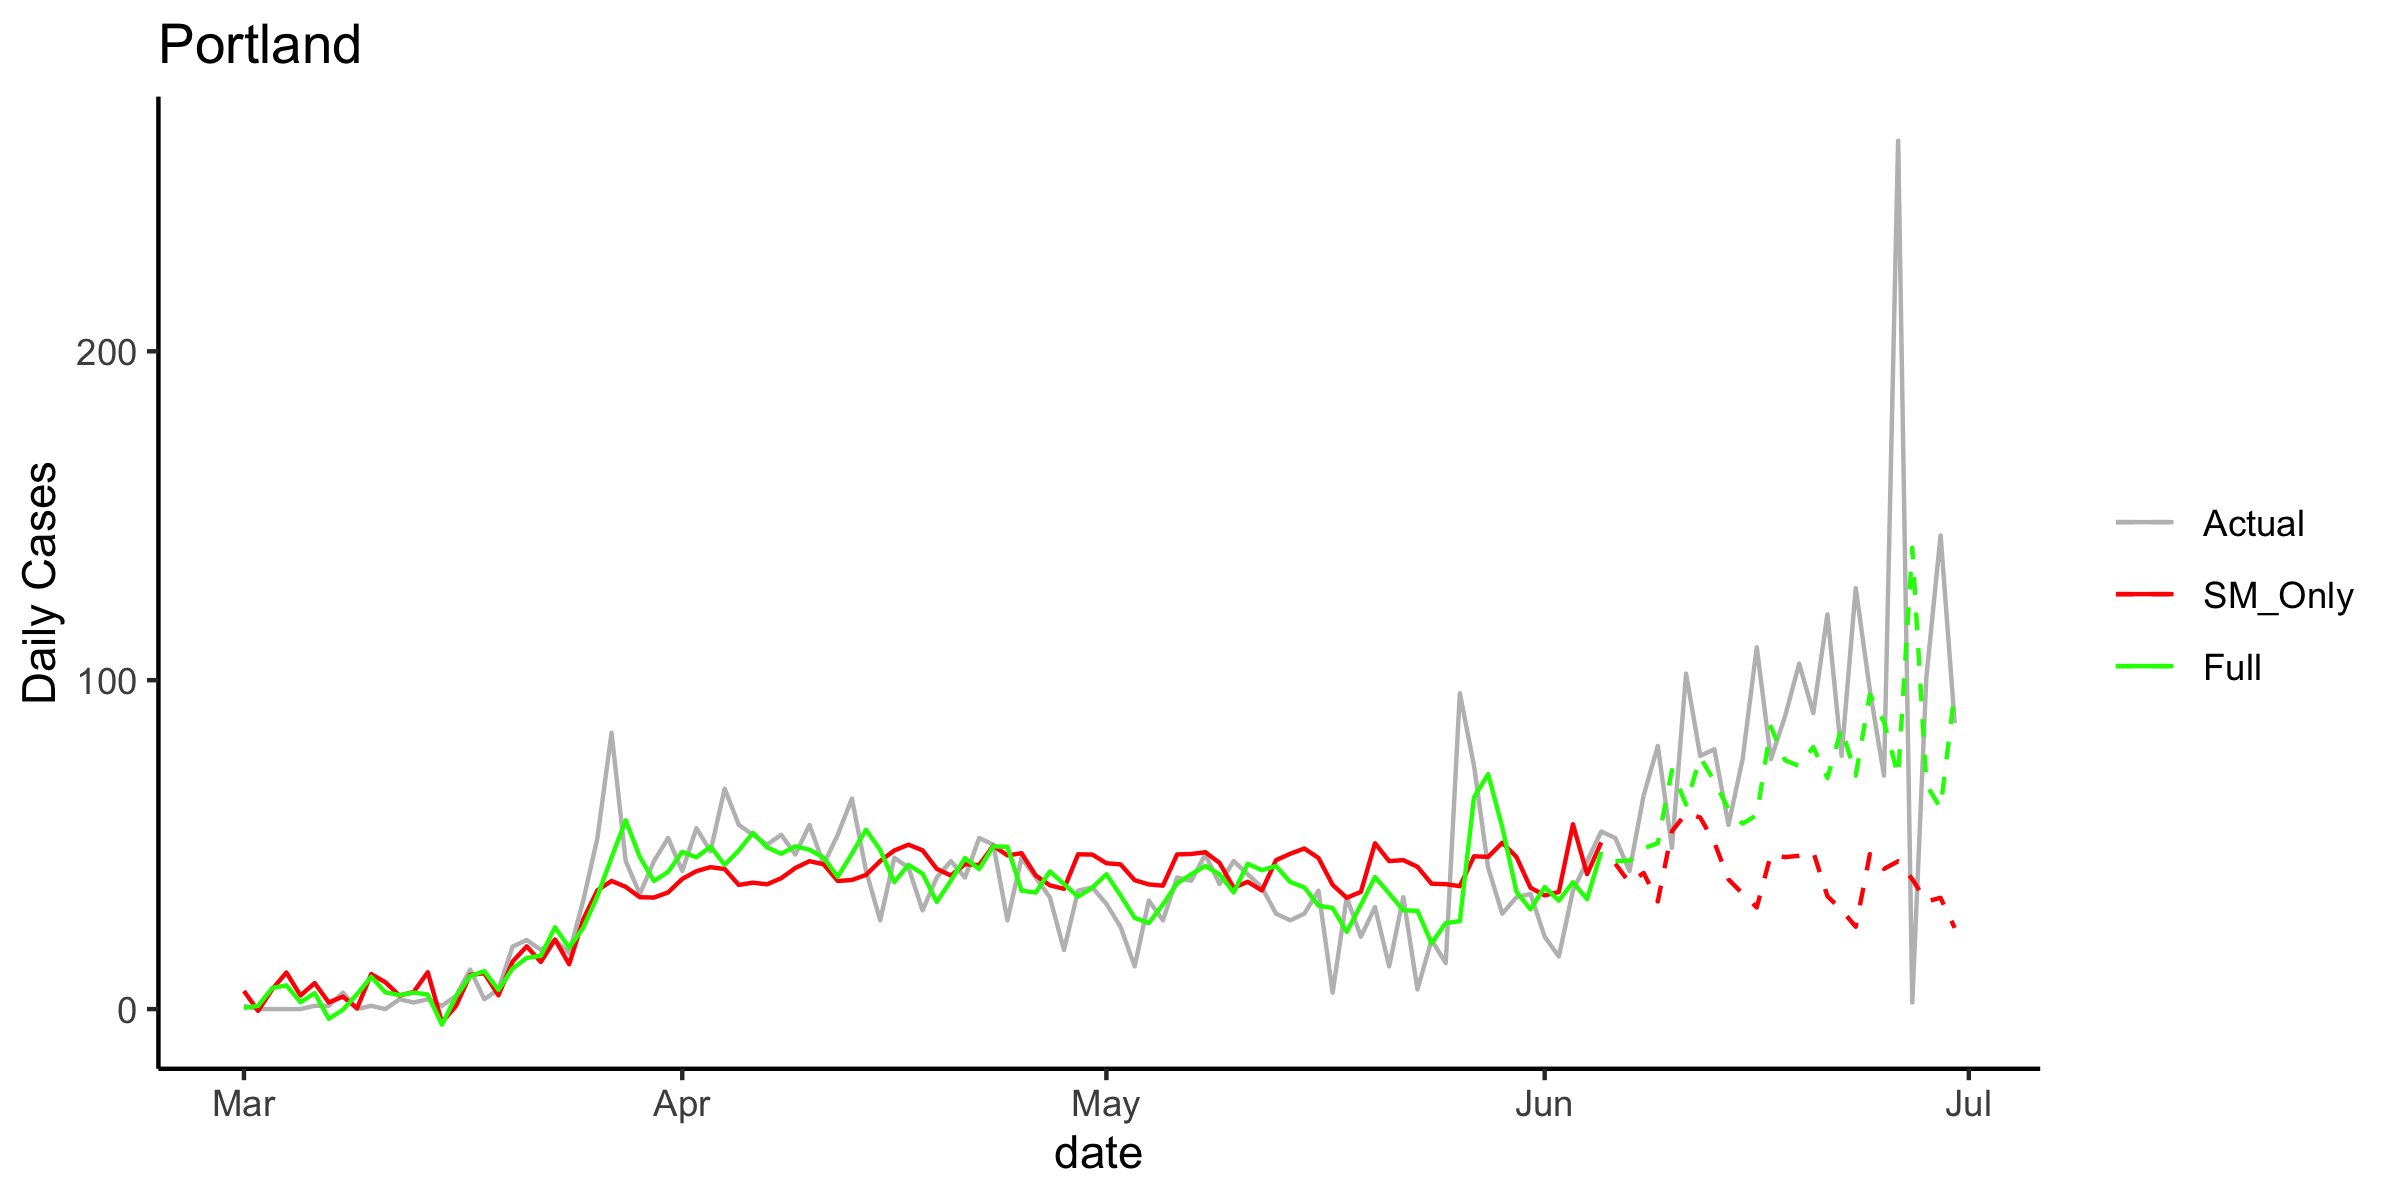 Portland
Daily Cases
200
100
0
Mar
Apr
May
Jun
Jul
date
Actual
SM_Only
Full